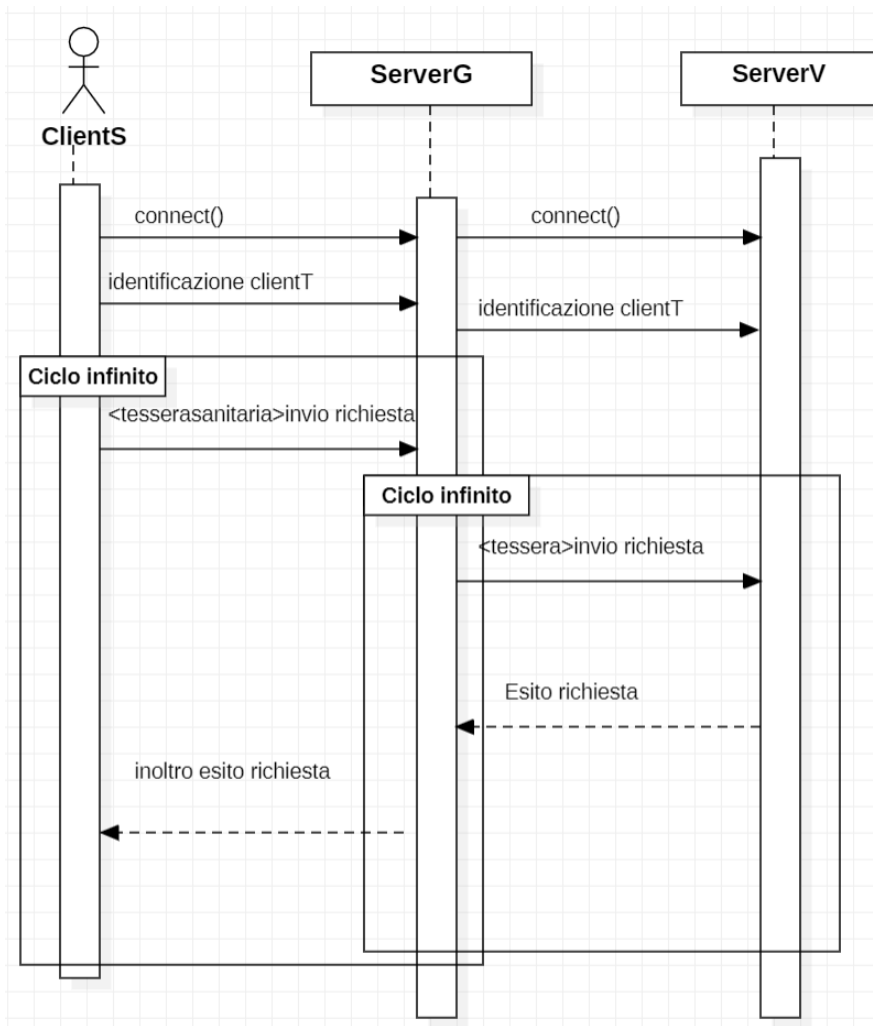 ClientS
ServerG
ServerV
connect()
connect()
identificazione clientT
identificazione clientT
Ciclo infinito
<tesserasanitaria>invio richiesta
Ciclo infinito
<tessera>invio richiesta
Esito richiesta
inoltro esito richiesta